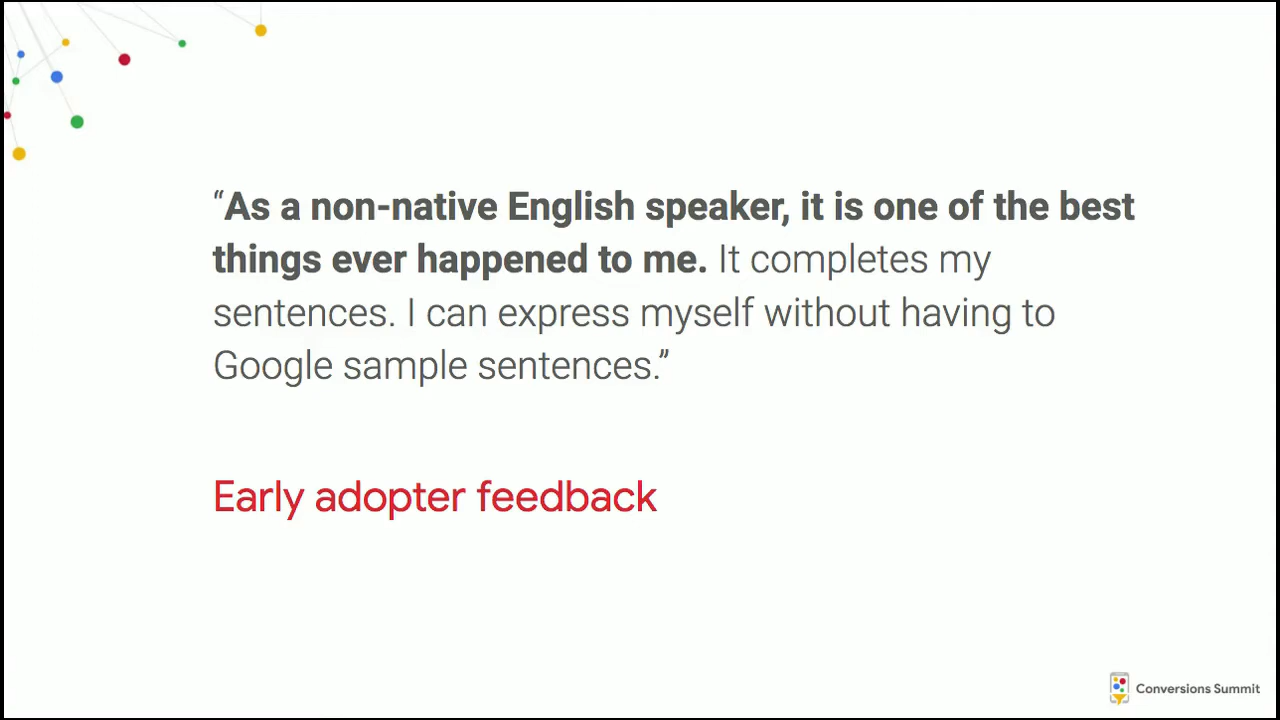 “As a non-native English speaker, it is one of the best
things ever happened to me. It completes my
sentences. I can express myself without having to
Google sample sentences.”
Early adopter feedback
Conversions Summit